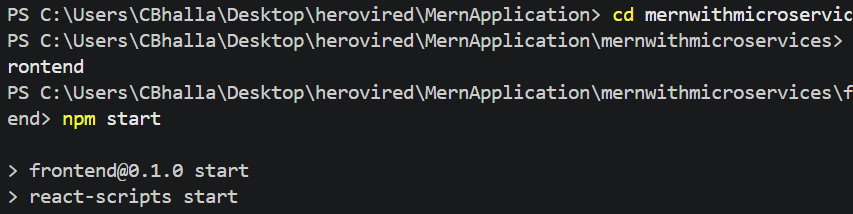 PS C:\Users\CBhalla\Desktop\herovired\MernApplication> cd mernwithmicroservic
PS C:\Users\CBhalla\Desktop\herovired\MernApplication\mernwithmicroservices>
rontend
PS C:\Users\CBhalla\Desktop\herovired\MernApplication\mernwithmicroservices\f
end> npm start
> frontend@0.1.0 start
> react-scripts start